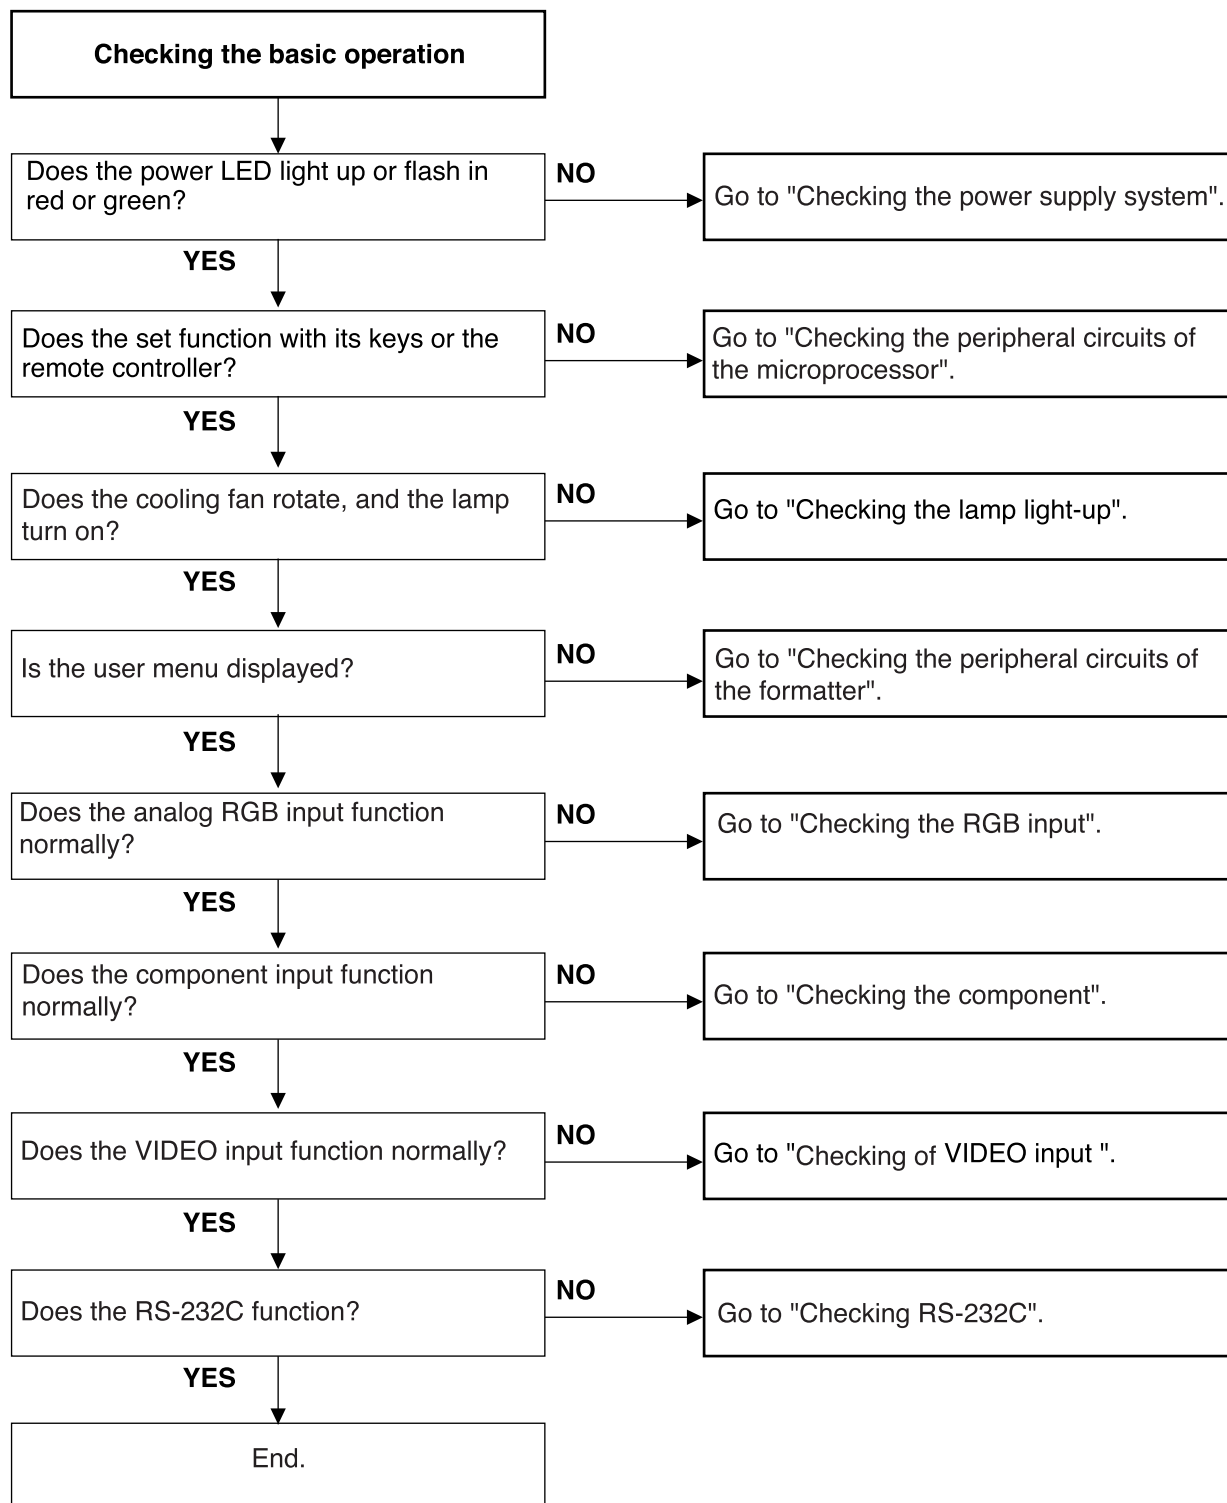 Checking the basic operation
Does the power LED light up or flash in
red or green?
NO
Go to "Checking the power supply system".
YES
Does the set function with its keys or the
remote controller?
NO
Go to "Checking the peripheral circuits of
the microprocessor".
YES
Does the cooling fan rotate, and the lamp
turn on?
NO
Go to "Checking the lamp light-up".
YES
Is the user menu displayed?
NO
Go to "Checking the peripheral circuits of
the formatter".
YES
Does the analog RGB input function
normally?
NO
Go to "Checking the RGB input".
YES
Does the component input function
normally?
NO
Go to "Checking the component".
YES
Does the VIDEO input function normally?
NO
Go to "Checking of VIDEO input ".
YES
Does the RS-232C function?
NO
Go to "Checking RS-232C".
YES
End.